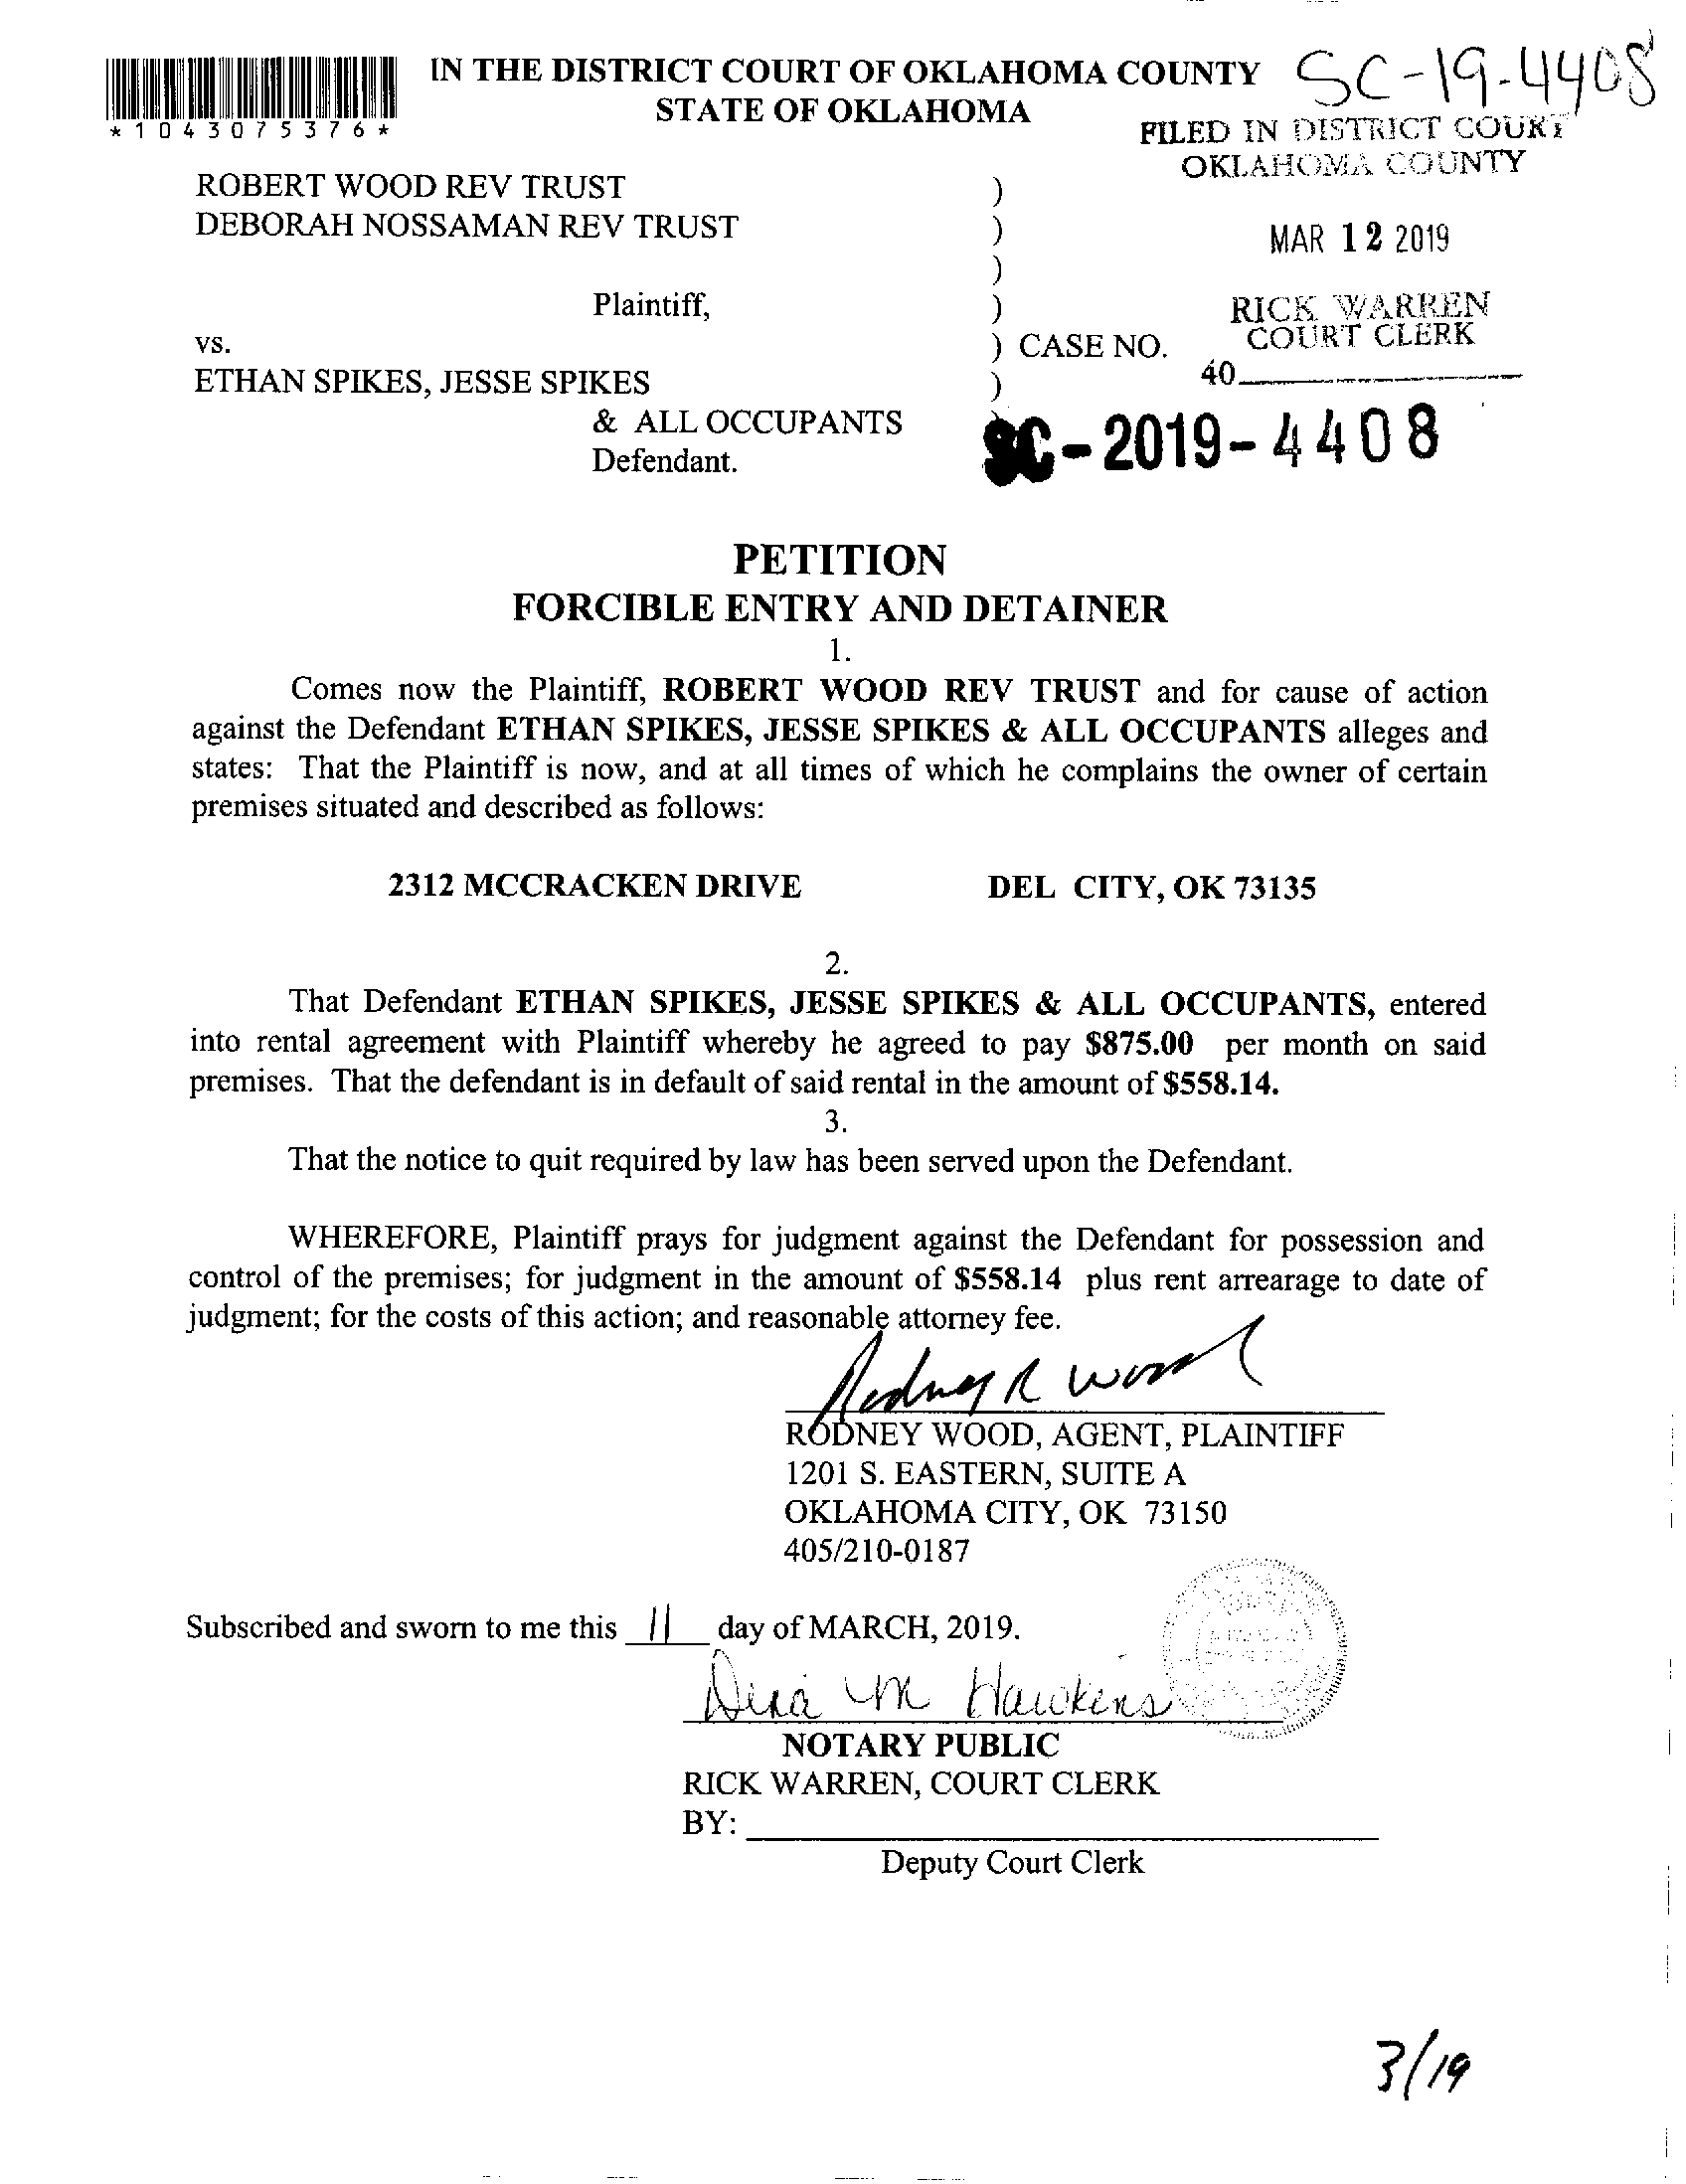 IN THE DISTRICT COURT OF OKLAHOMA COUNTY
STATE OF OKLAHOMA
SC-19-4408
*1043075376*
FILED IN DISTRICT COURT
OKLAHOMA COUNTY
MAR 12 2019
RICK WARREN
COURT CLERK
40
ROBERT WOOD REV TRUST )
DEBORAH NOSSAMAN REV TRUST )
)
Plaintiff, )
vs. ) CASE NO.
ETHAN SPIKES, JESSE SPIKES )
& ALL OCCUPANTS )
Defendant.
SC-2019-4408
PETITION
FORCIBLE ENTRY AND DETAINER
1.
Comes now the Plaintiff, ROBERT WOOD REV TRUST and for cause of action
against the Defendant ETHAN SPIKES, JESSE SPIKES & ALL OCCUPANTS alleges and
states: That the Plaintiff is now, and at all times of which he complains the owner of certain
premises situated and described as follows:
2312 MCCRACKEN DRIVE DEL CITY, OK 73135
2.
That Defendant ETHAN SPIKES, JESSE SPIKES & ALL OCCUPANTS, entered
into rental agreement with Plaintiff whereby he agreed to pay $875.00 per month on said
premises. That the defendant is in default of said rental in the amount of $558.14.
3.
That the notice to quit required by law has been served upon the Defendant.
WHEREFORE, Plaintiff prays for judgment against the Defendant for possession and
control of the premises; for judgment in the amount of $558.14 plus rent arrearage to date of
judgment; for the costs of this action; and reasonable attorney fee.
Rodney R Wood
RODNEY WOOD, AGENT, PLAINTIFF
1201 S. EASTERN, SUITE A
OKLAHOMA CITY, OK 73150
405/210-0187
Subscribed and sworn to me this 11 day of MARCH, 2019.
M Hawkins
NOTARY PUBLIC
RICK WARREN, COURT CLERK
BY:
Deputy Court Clerk
3/19